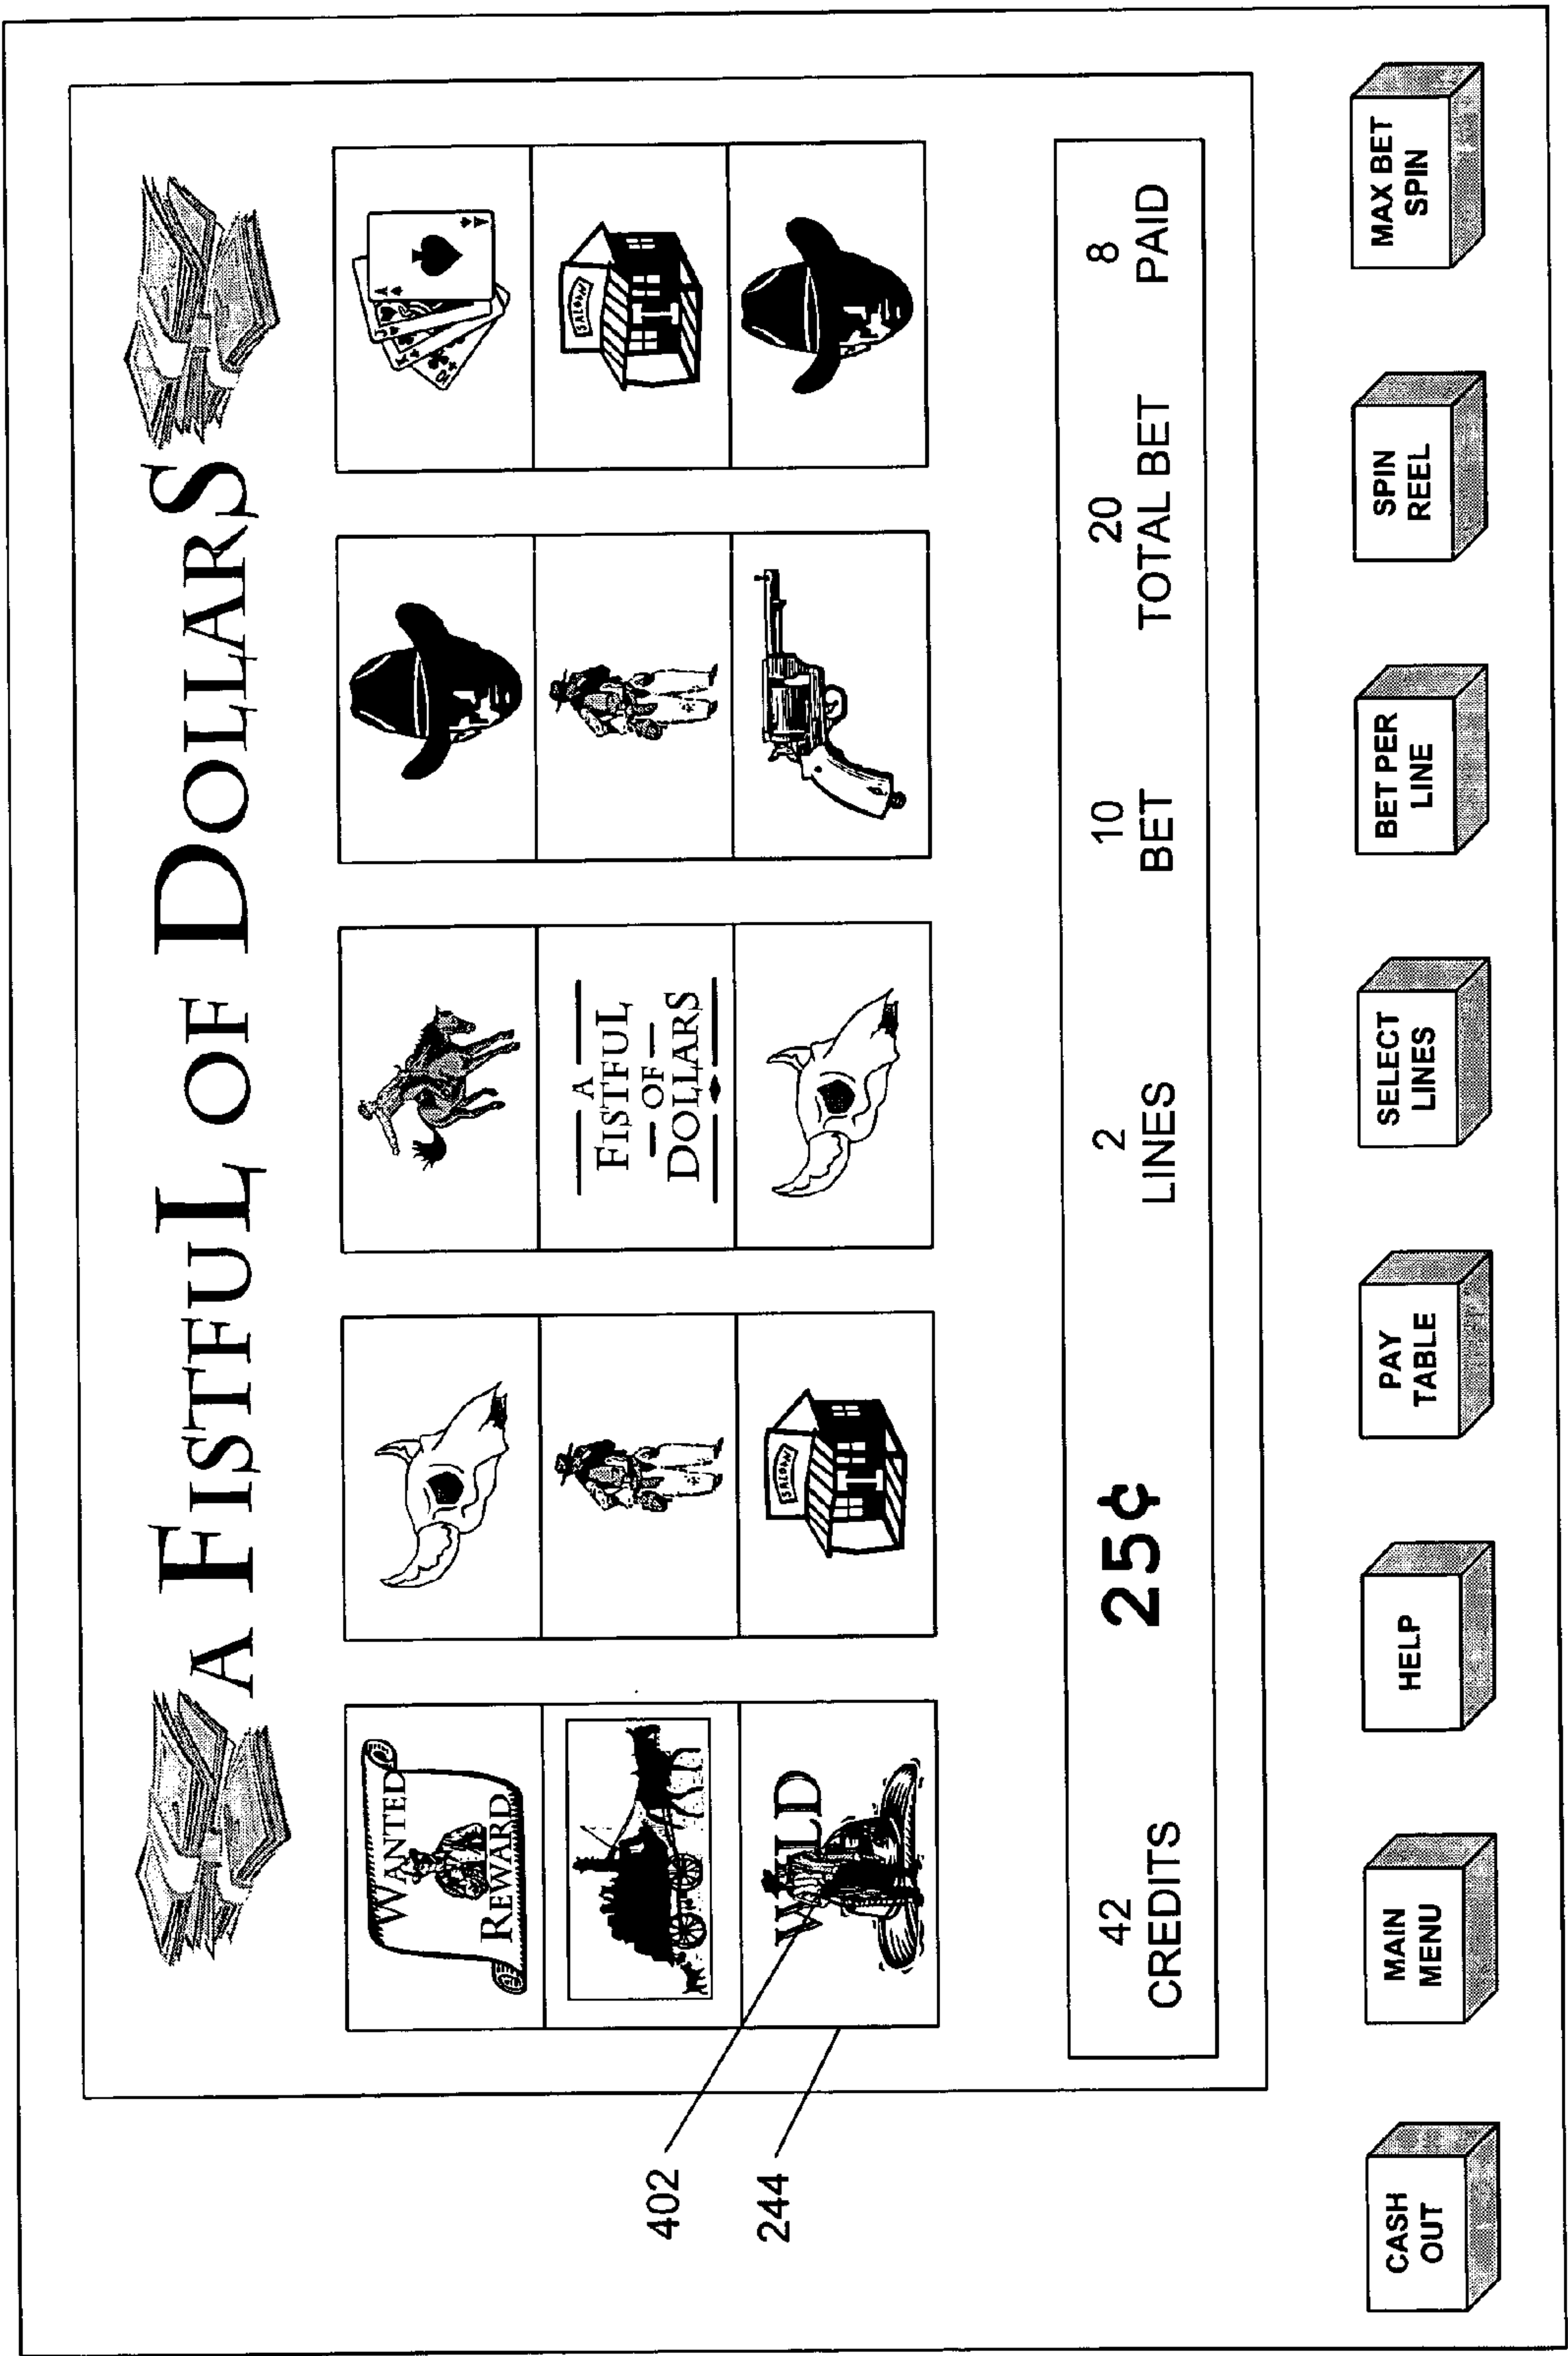 A FISTFUL OF DOLLARS
WANTED
REWARD
WILD
SALOON
A
FISTFUL
OF
DOLLARS
10
K
J
A
A
SALOON
42
CREDITS
25¢
2
LINES
10
BET
20
TOTAL BET
8
PAID
402
244
CASH
OUT
MAIN
MENU
HELP
PAY
TABLE
SELECT
LINES
BET PER
LINE
SPIN
REEL
MAX BET
SPIN